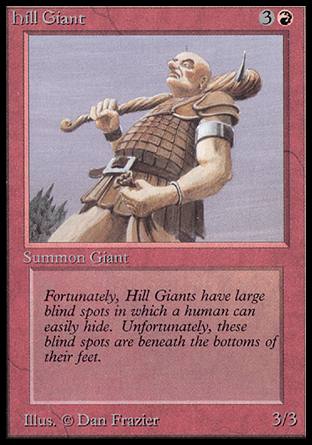 Hill Giant 3
Summon Giant
Fortunately, Hill Giants have large
blind spots in which a human can
easily hide. Unfortunately, these
blind spots are beneath the bottoms of
their feet.
Illus. © Dan Frazier 3/3